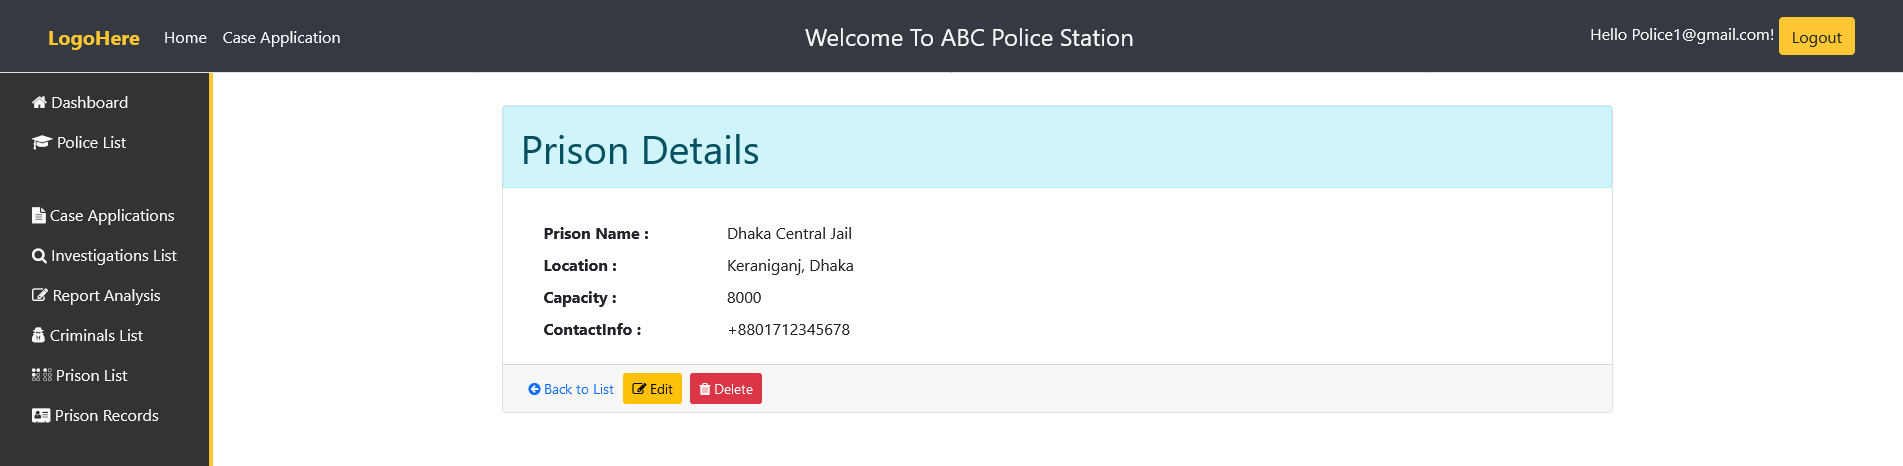 LogoHere Home Case Application Welcome To ABC Police Station Hello Police1@gmail.com! Logout
Dashboard
Police List
Case Applications
Investigations List
Report Analysis
Criminals List
Prison List
Prison Records
Prison Details
Prison Name : Dhaka Central Jail
Location : Keraniganj, Dhaka
Capacity : 8000
ContactInfo : +8801712345678
Back to List Edit Delete